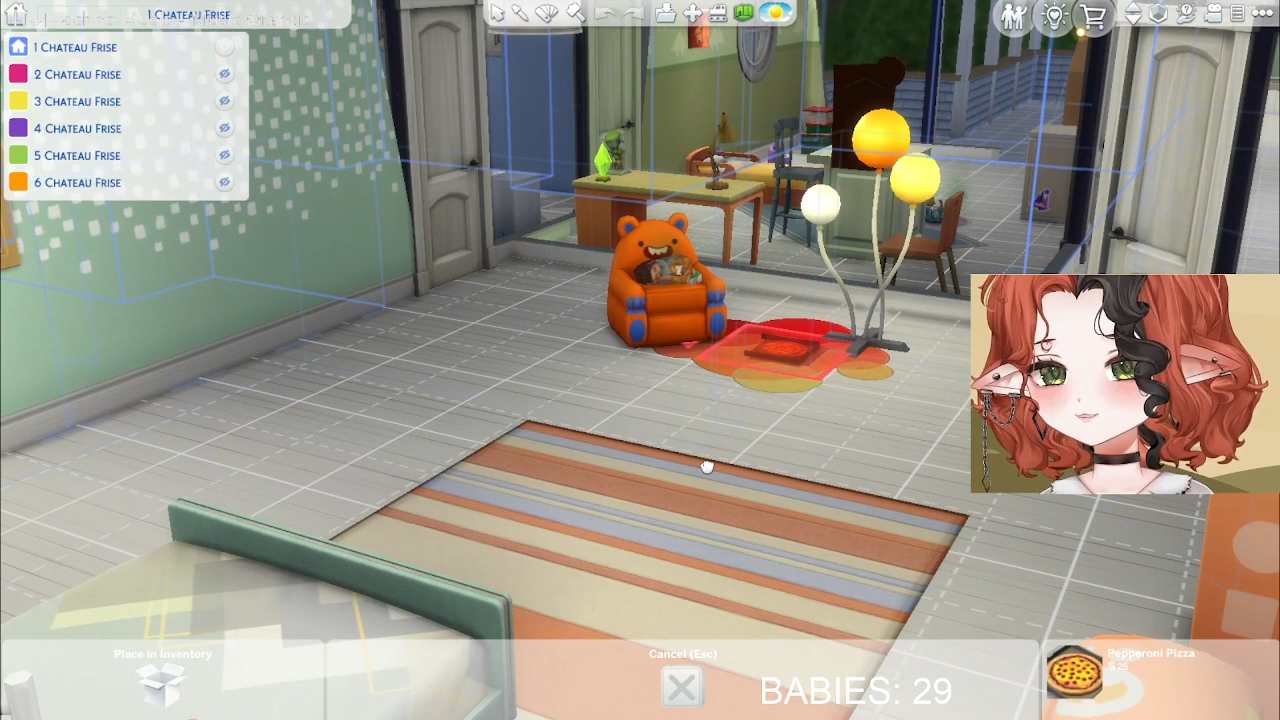 1 CHATEAU FRISE
1 CHATEAU FRISE
2 CHATEAU FRISE
3 CHATEAU FRISE
4 CHATEAU FRISE
5 CHATEAU FRISE
6 CHATEAU FRISE
Place in Inventory
Cancel (Esc)
Pepperoni Pizza
§25
BABIES: 29